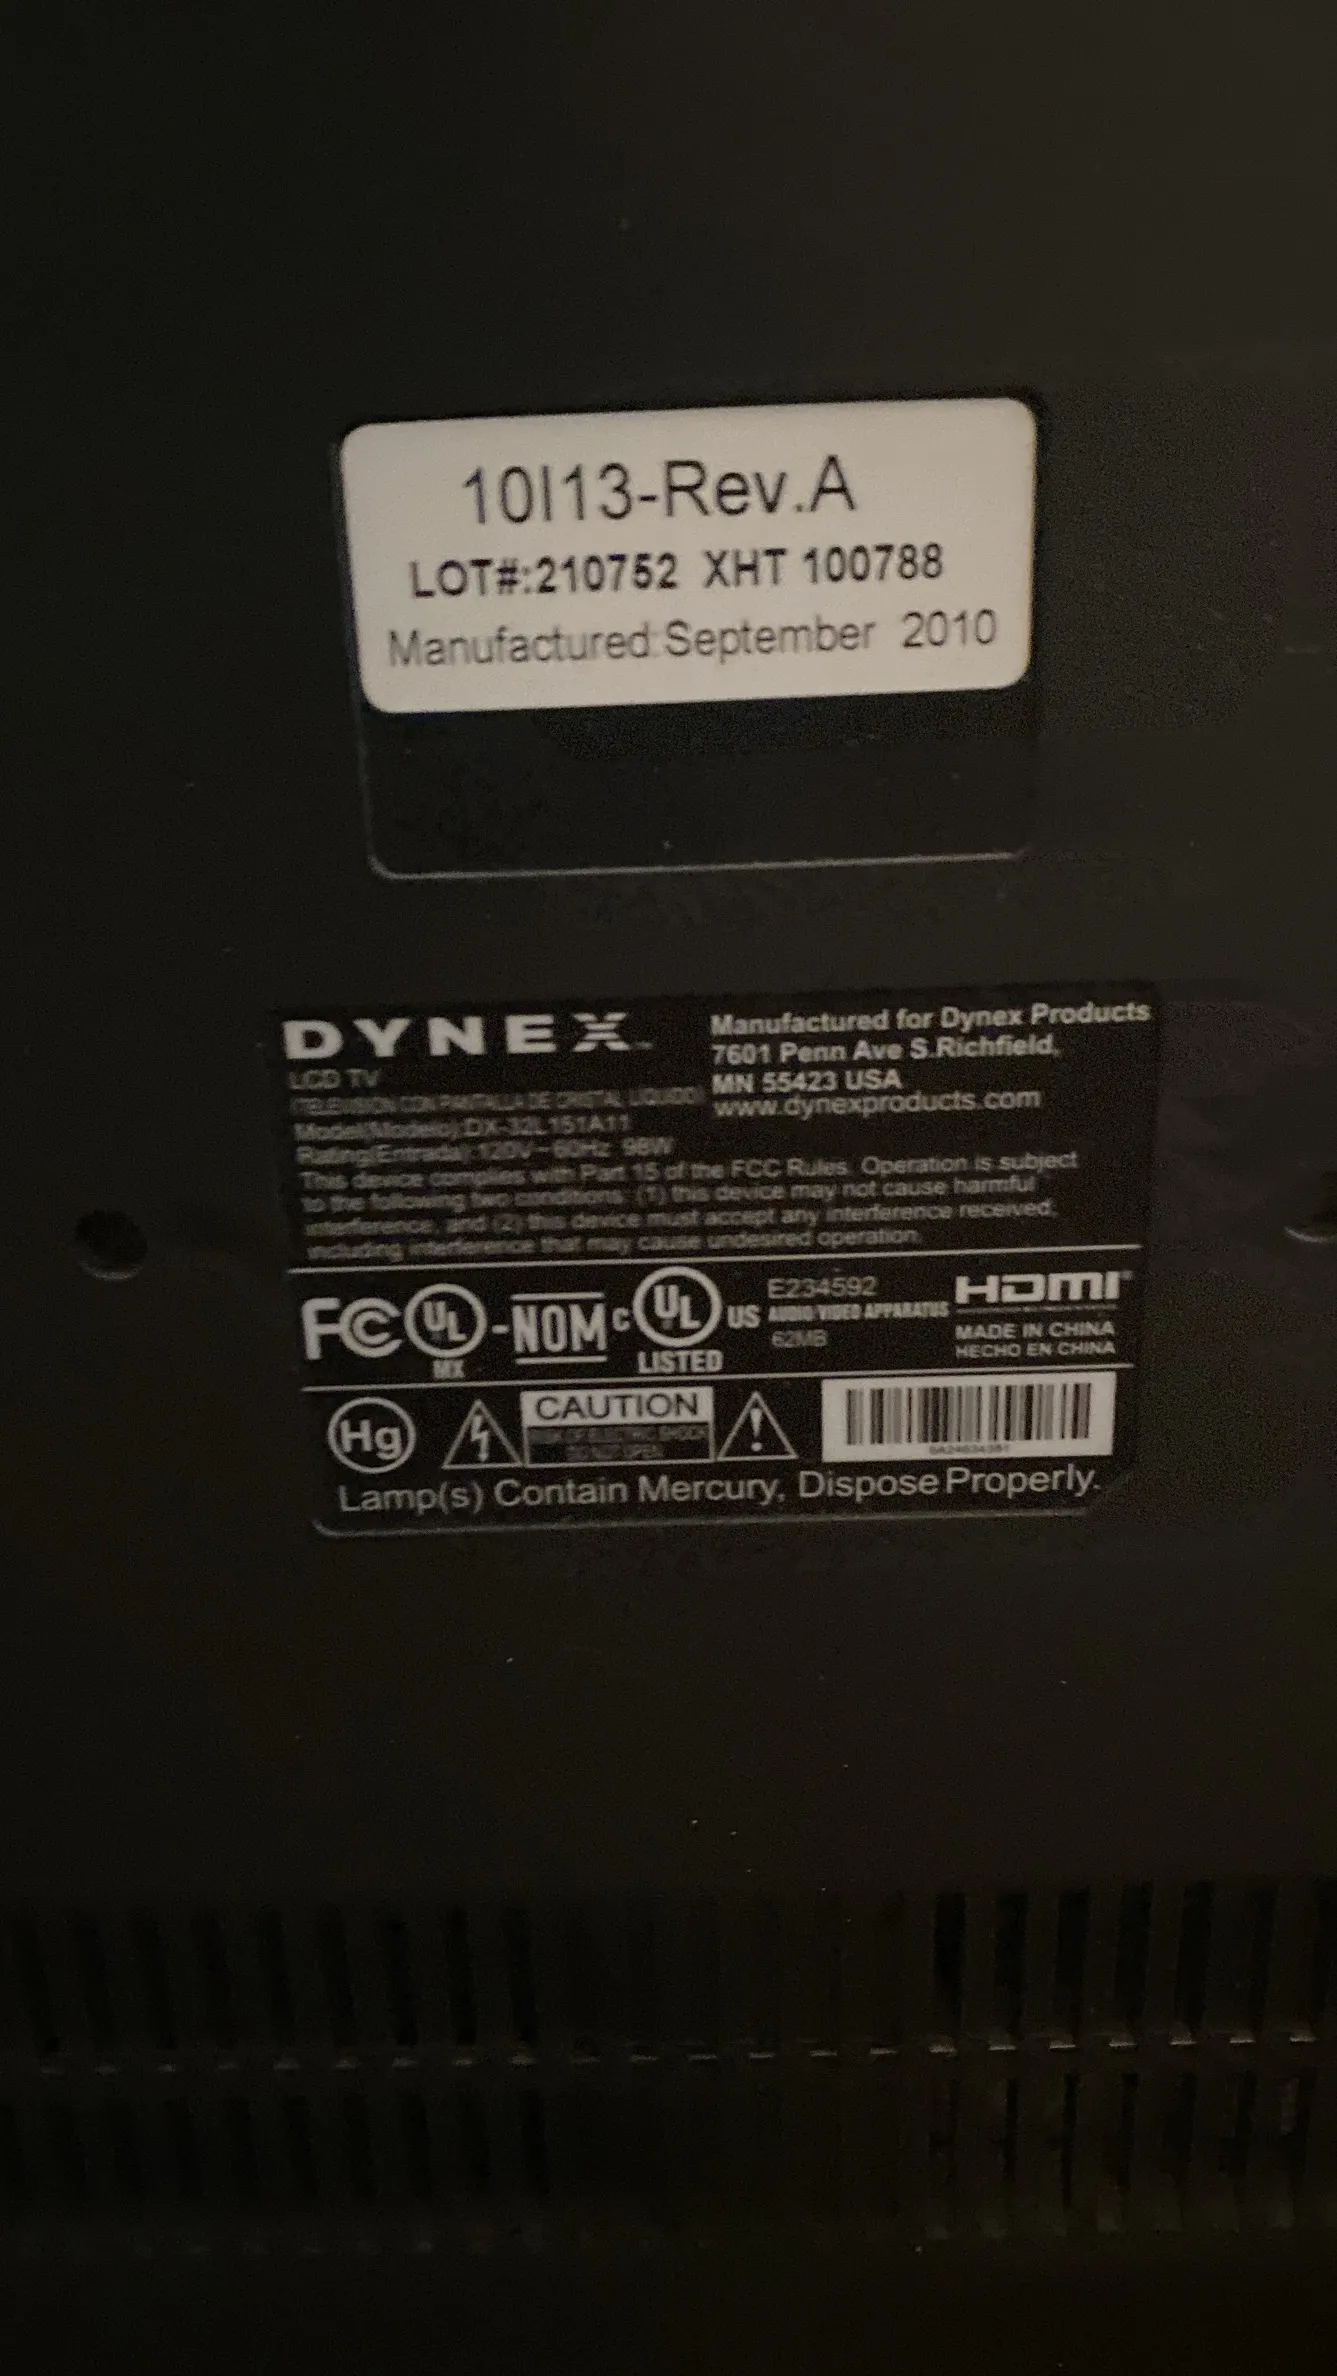 10I13-Rev.A
LOT#:210752 XHT 100788
Manufactured:September 2010
DYNEX™
LCD TV
(TELEVISIÓN CON PANTALLA DE CRISTAL LIQUIDO)
Model(Modelo):DX-32L151A11
Rating(Entrada):120V~60Hz 98W
Manufactured for Dynex Products
7601 Penn Ave S.Richfield,
MN 55423 USA
www.dynexproducts.com
This device complies with Part 15 of the FCC Rules. Operation is subject
to the following two conditions: (1) this device may not cause harmful
interference, and (2) this device must accept any interference received,
including interference that may cause undesired operation.
FC UL -NOM C UL US
MX
LISTED
E234592
AUDIO/VIDEO APPARATUS
62MB
HDMI
MADE IN CHINA
HECHO EN CHINA
Hg
CAUTION
RISK OF ELECTRIC SHOCK
DO NOT OPEN
Lamp(s) Contain Mercury, Dispose Properly.